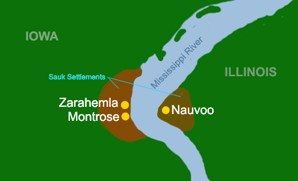 IOWA
Mississippi River
ILLINOIS
Sauk Settlements
Zarahemla
Nauvoo
Montrose